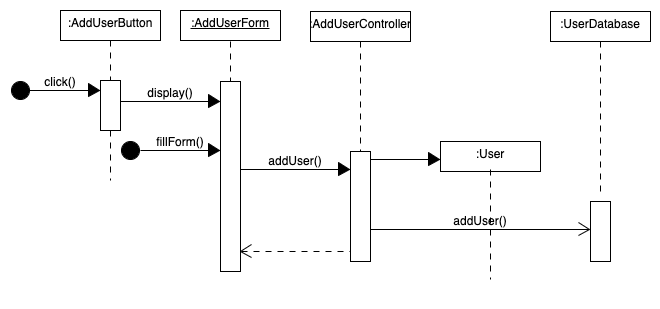 :AddUserButton
:AddUserForm
:AddUserController
:UserDatabase
click()
display()
fillForm()
addUser()
:User
addUser()